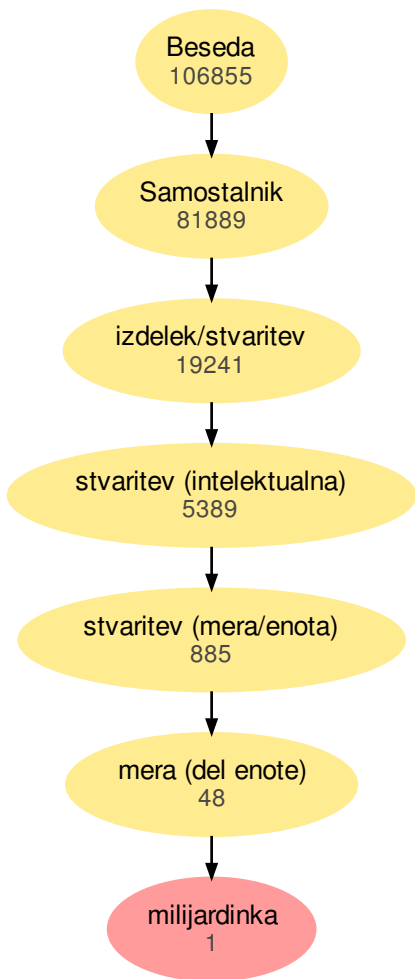 Beseda
106855
Samostalnik
81889
izdelek/stvaritev
19241
stvaritev (intelektualna)
5389
stvaritev (mera/enota)
885
mera (del enote)
48
milijardinka
1